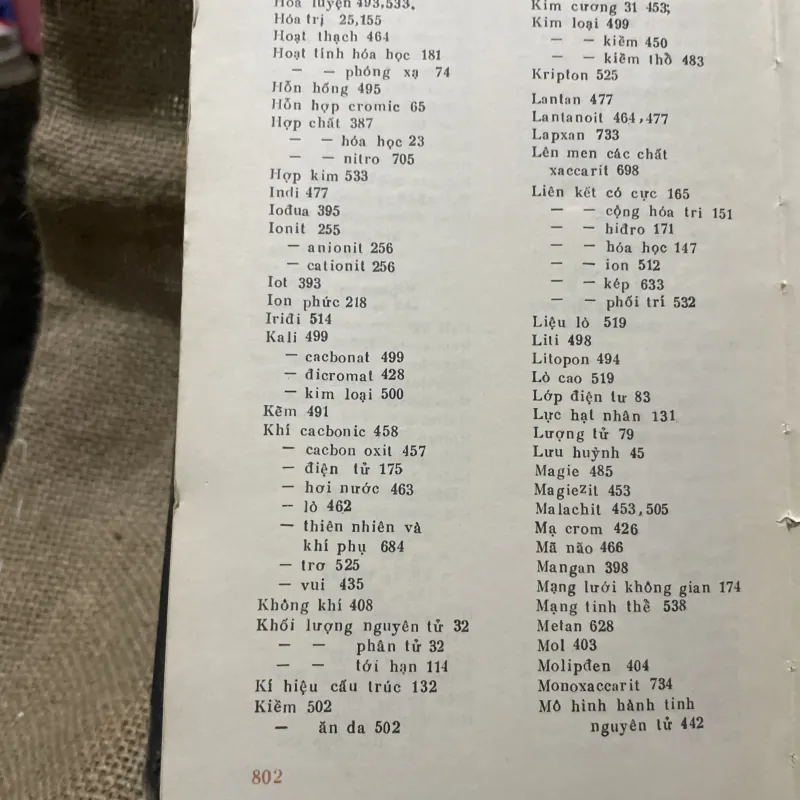 Hỏa luyện 493,533.
Hóa trị 25,155
Hoạt thạch 464
Hoạt tính hóa học 181
— — phóng xạ 74
Hỗn hống 495
Hỗn hợp cromic 65
Hợp chất 387
— — hóa học 23
— — nitro 705
Hợp kim 533
Indi 477
Iođua 395
Ionit 255
— anionit 256
— cationit 256
Iot 393
Ion phức 218
Iriđi 514
Kali 499
— cacbonat 499
— đicromat 428
— kim loại 500
Kẽm 491
Khí cacbonic 458
— cacbon oxit 457
— điện tử 175
— hơi nước 463
— lò 462
— thiên nhiên và
khí phụ 684
— trơ 525
— vui 435
Không khí 408
Khối lượng nguyên tử 32
— — phân tử 32
— — tới hạn 114
Kí hiệu cấu trúc 132
Kiềm 502
— ăn da 502
802
Kim cương 31 453;
Kim loại 499
— — kiềm 450
— — kiềm thổ 483
Kripton 525
Lantan 477
Lantanoit 464,477
Lapxan 733
Lên men các chất
xaccarit 698
Liên kết có cực 165
— — cộng hóa tri 151
— — hiđro 171
— — hóa học 147
— — ion 512
— — kép 633
— — phối trí 532
Liệu lò 519
Liti 498
Litopon 494
Lò cao 519
Lớp điện tư 83
Lực hạt nhân 131
Lượng tử 79
Lưu huỳnh 45
Magie 485
Magiezit 453
Malachit 453,505
Mạ crom 426
Mã não 466
Mangan 398
Mạng lưới không gian 174
Mạng tinh thể 538
Metan 628
Mol 403
Molipđen 404
Monoxaccarit 734
Mô hình hành tinh
nguyên tử 442